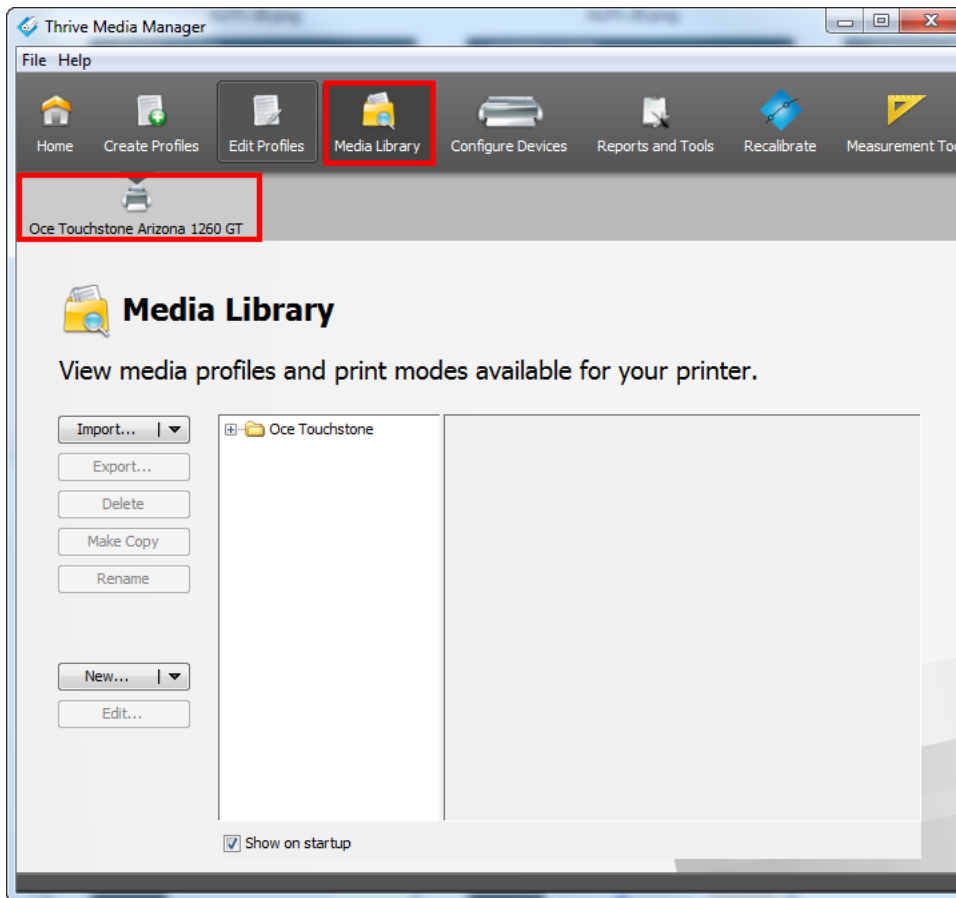 Thrive Media Manager
File Help
Home Create Profiles Edit Profiles Media Library Configure Devices Reports and Tools Recalibrate Measurement Too
Oce Touchstone Arizona 1260 GT
Media Library
View media profiles and print modes available for your printer.
Import...
Oce Touchstone
Export...
Delete
Make Copy
Rename
New...
Edit...
Show on startup